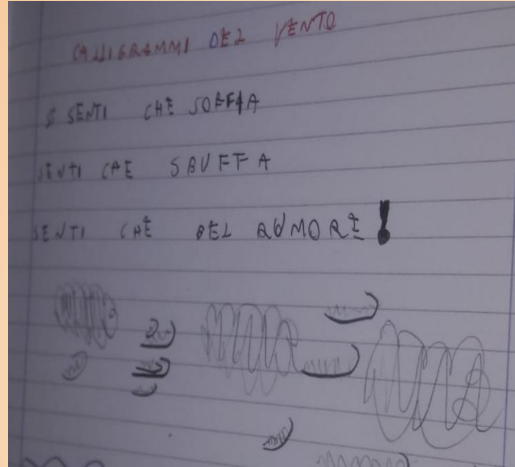 CALLIGRAMMI DEL VENTO
S SENTI CHE SOFFIA
SENTI CHE SBUFFA
SENTI CHE BEL RUMORE!